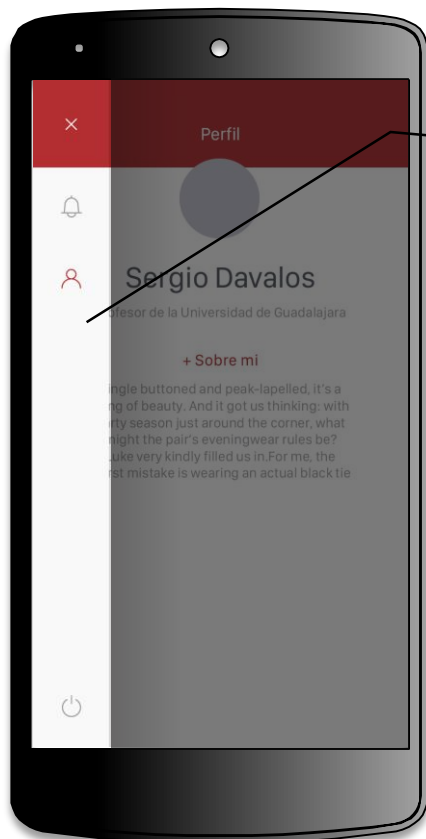 Perfil
Sergio Davalos
ofesor de la Universidad de Guadalajara
+ Sobre mi
ingle buttoned and peak-lapelled, it's a
ng of beauty. And it got us thinking: with
rty season just around the corner, what
night the pair's eveningwear rules be?
uke very kindly filled us in.For me, the
rst mistake is wearing an actual black tie